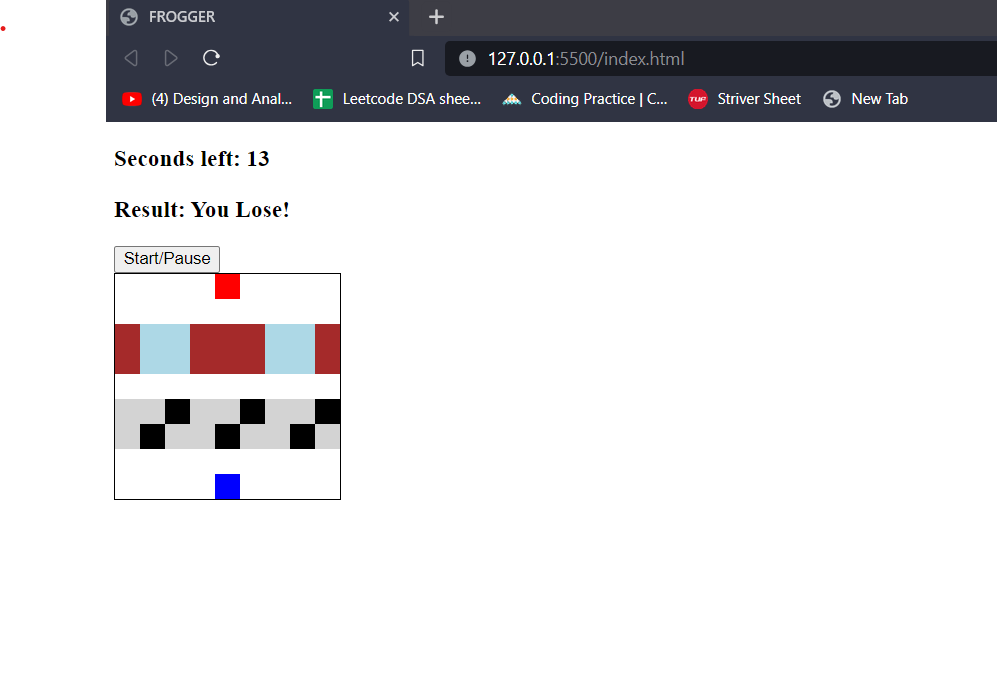 FROGGER
127.0.0.1:5500/index.html
(4) Design and Anal... Leetcode DSA shee... Coding Practice | C... TUF Striver Sheet New Tab
Seconds left: 13
Result: You Lose!
Start/Pause